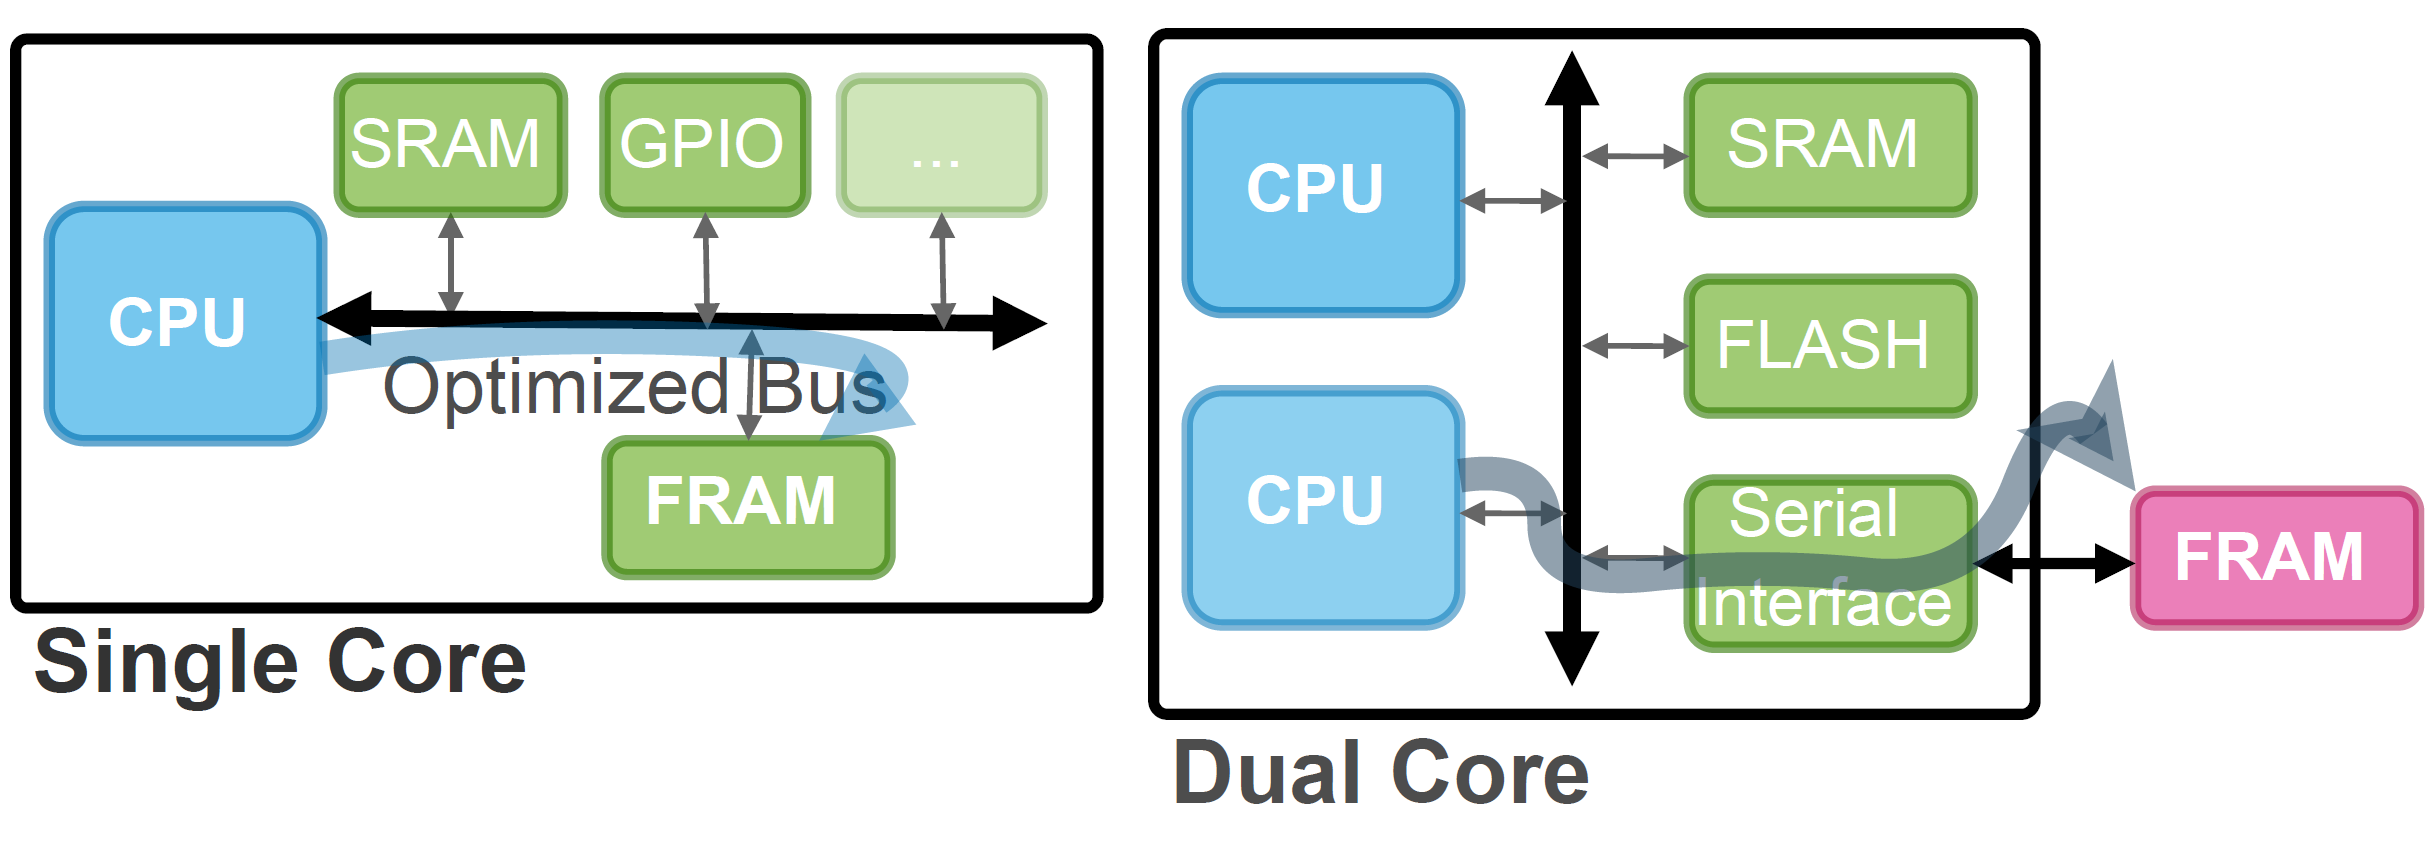 SRAM
GPIO
...
CPU
Optimized Bus
FRAM
Single Core
CPU
SRAM
FLASH
CPU
Serial
Interface
FRAM
Dual Core